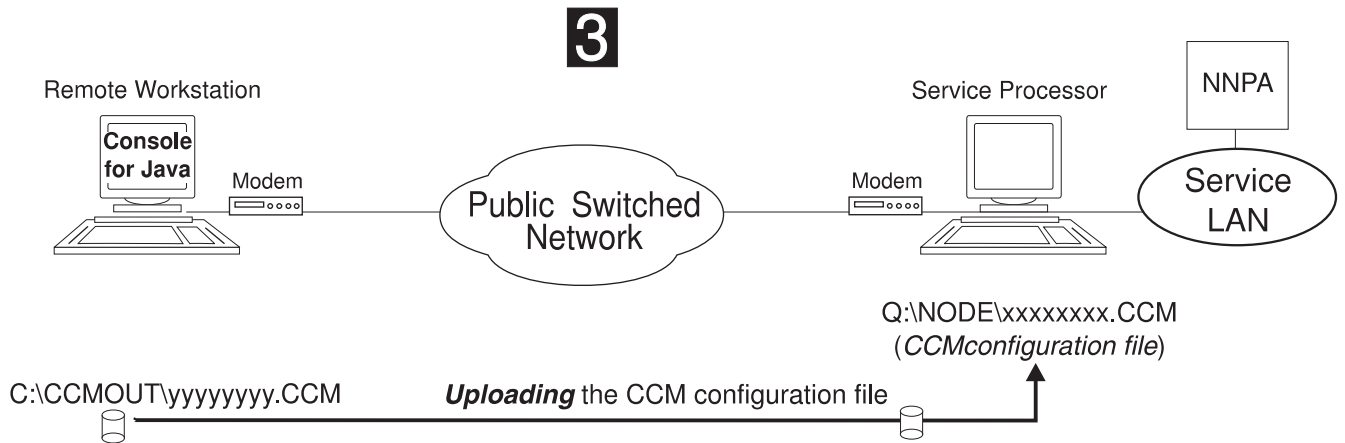 3
Remote Workstation
Console
for Java
Modem
Public Switched
Network
Modem
Service Processor
NNPA
Service
LAN
Q:\NODE\xxxxxxxx.CCM
(CCMconfiguration file)
C:\CCMOUT\yyyyyyyy.CCM
Uploading the CCM configuration file